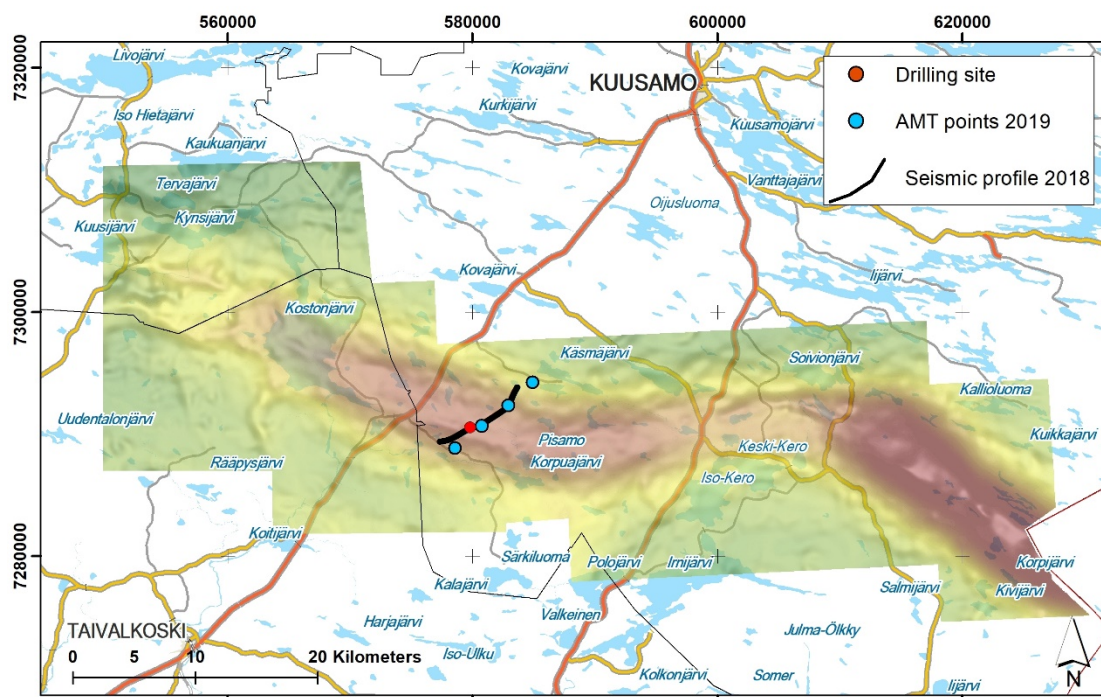 560000
580000
600000
620000
7320000
7300000
7280000
Livojärvi
Iso Hietajärvi
Kaukuanjärvi
Tervajärvi
Kynsijärvi
Kuusijärvi
Kovajärvi
Kurkijärvi
KUUSAMO
Kuusamojärvi
Vanttajajärvi
Oijusluoma
Iijärvi
Drilling site
AMT points 2019
Seismic profile 2018
Kostonjärvi
Kovajärvi
Käsmäjärvi
Soivionjärvi
Kallioluoma
Kuikkajärvi
Uudentalonjärvi
Rääpysjärvi
Pisamo
Korpuajärvi
Keski-Kero
Iso-Kero
Koitijärvi
Särkiluoma
Kalajärvi
Polojärvi
Irnijärvi
Salmijärvi
Korpijärvi
Kivijärvi
Harjajärvi
Iso-Ulku
Valkeinen
Julma-Ölkky
Kolkonjärvi
Somer
Iijärvi
TAIVALKOSKI
0 5 10 20 Kilometers
N